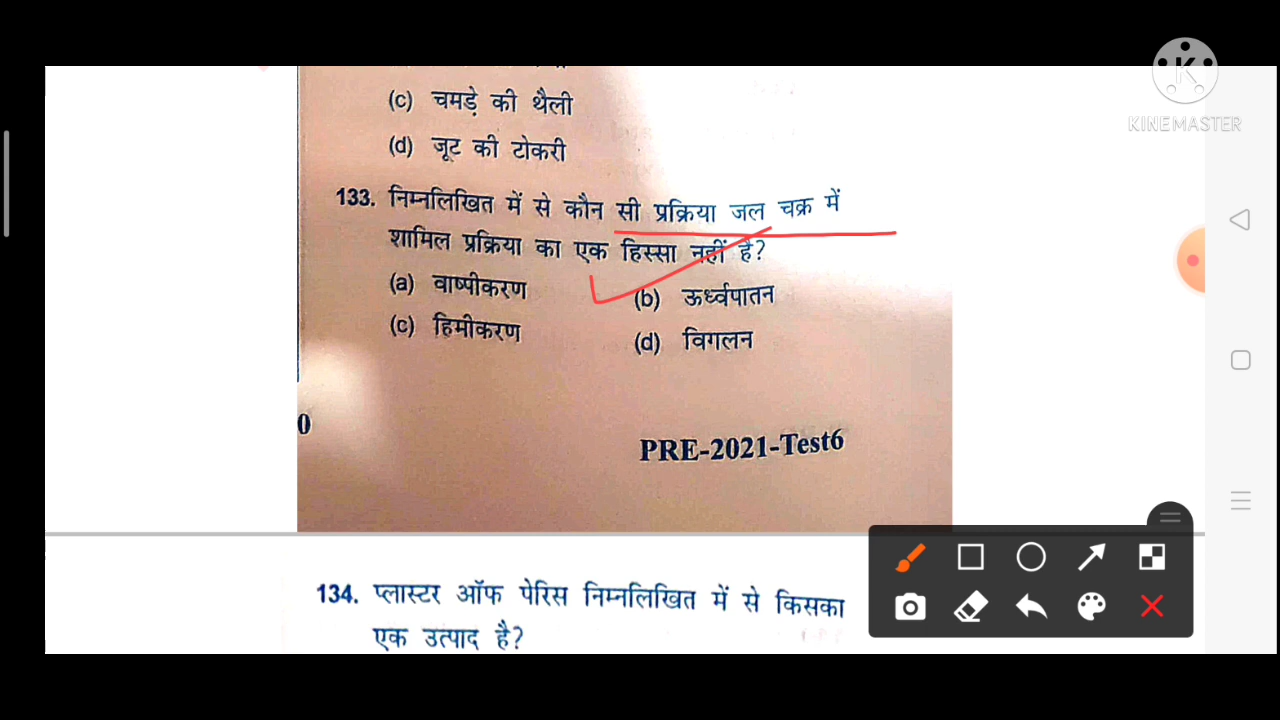 (c) चमड़े की थैली
(d) जूट की टोकरी
133. निम्नलिखित में से कौन सी प्रक्रिया जल चक्र में
शामिल प्रक्रिया का एक हिस्सा नहीं है?
(a) वाष्पीकरण (b) ऊर्ध्वपातन
(c) हिमीकरण (d) विगलन
0
PRE-2021-Test6
134. प्लास्टर ऑफ पेरिस निम्नलिखित में से किसका
एक उत्पाद है?
KINEMASTER